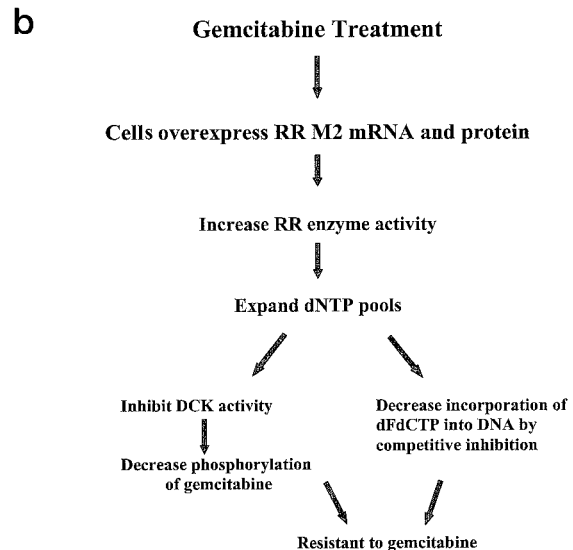 b
Gemcitabine Treatment
Cells overexpress RR M2 mRNA and protein
Increase RR enzyme activity
Expand dNTP pools
Inhibit DCK activity
Decrease phosphorylation
of gemcitabine
Decrease incorporation of
dFdCTP into DNA by
competitive inhibition
Resistant to gemcitabine